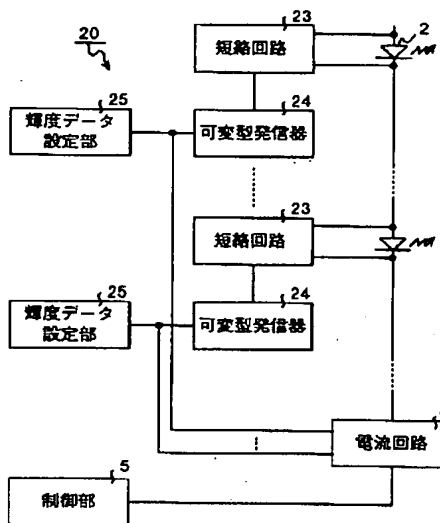 20
23
短絡回路
2
25
輝度データ
設定部
24
可変型発信器
23
短絡回路
25
輝度データ
設定部
24
可変型発信器
電流回路
5
制御部